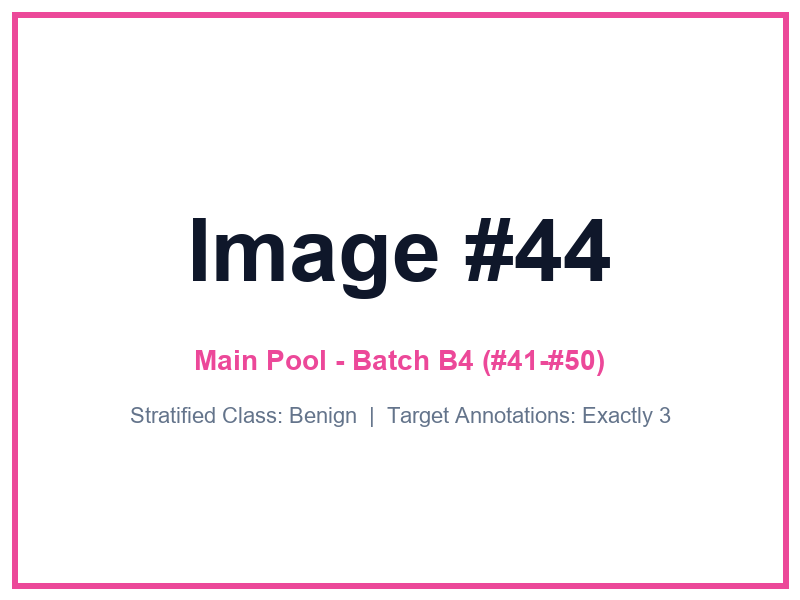 Image #44
Main Pool - Batch B4 (#41-#50)
Stratified Class: Benign  |  Target Annotations: Exactly 3